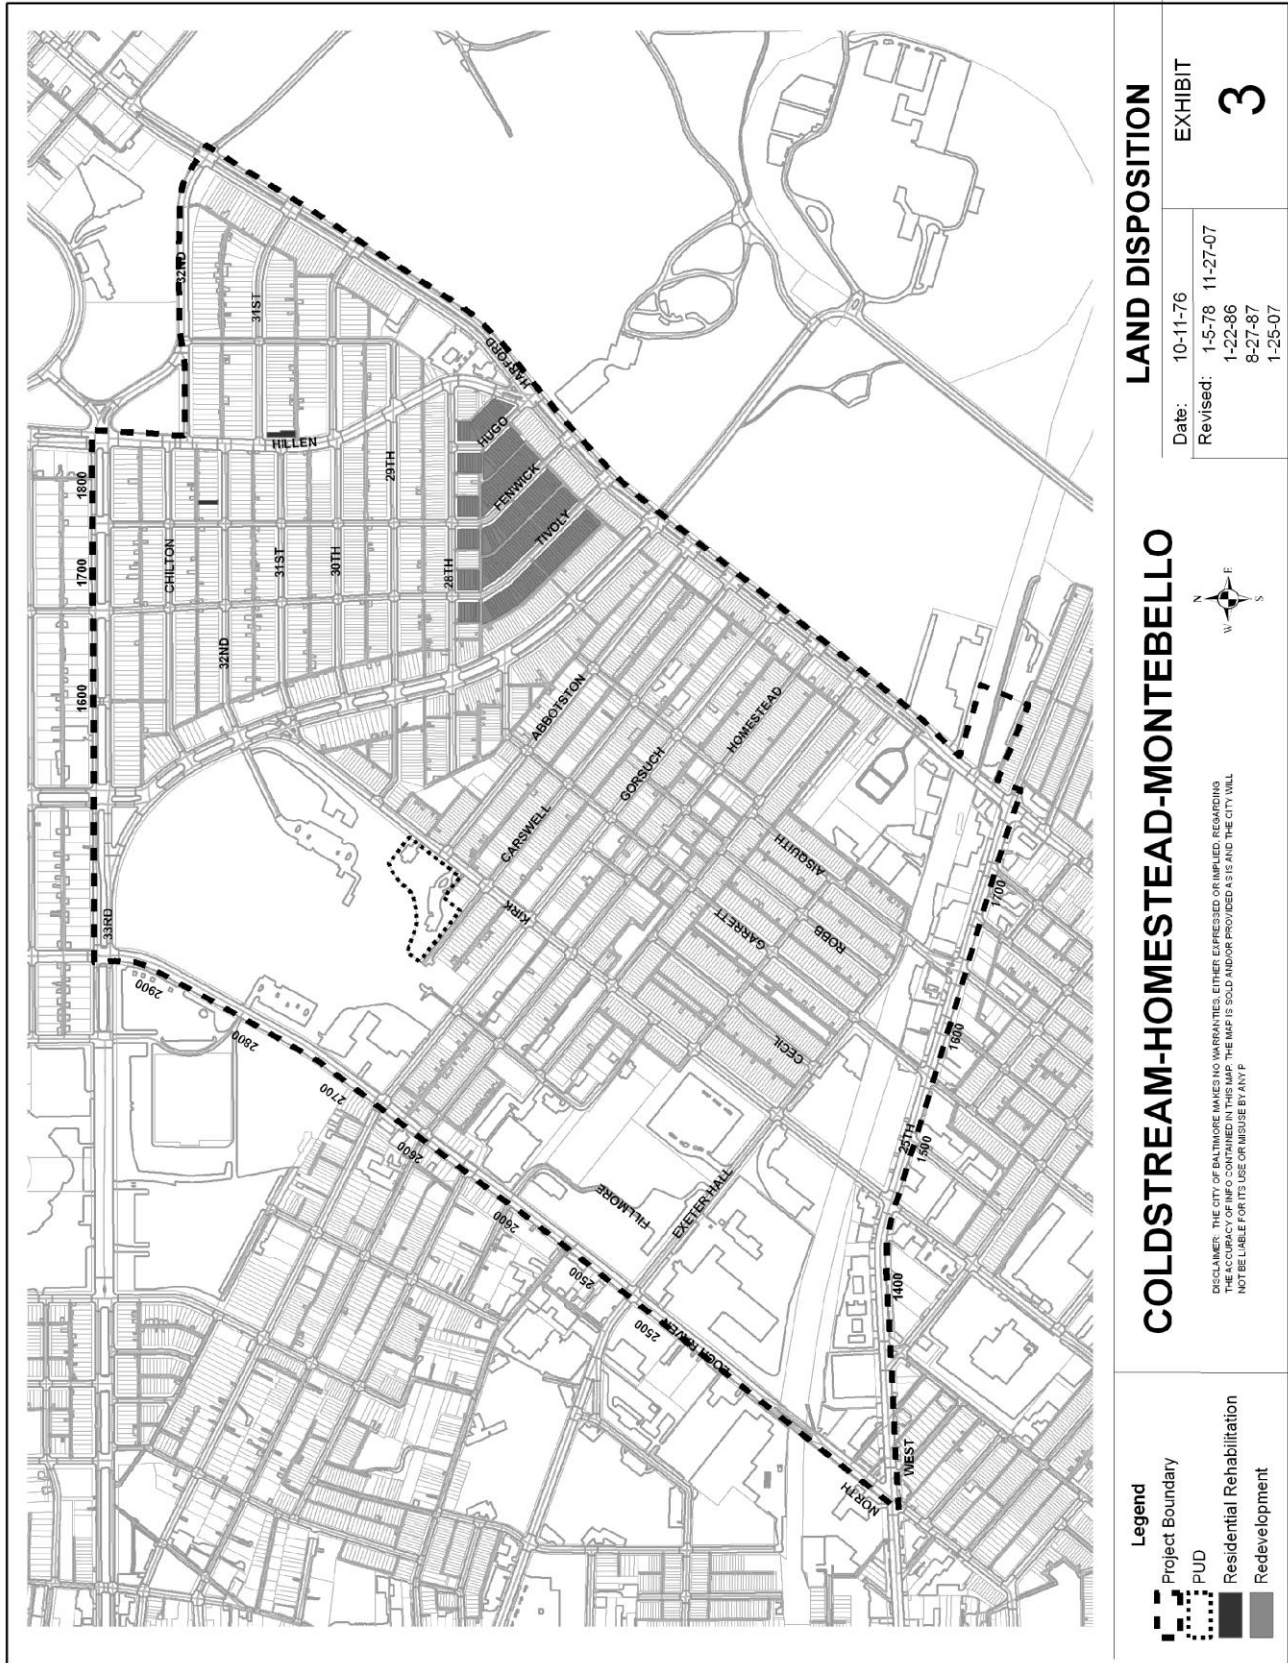 32ND
31ST
HARFORD
HILLEN
HUGO
1800
29TH
FENWICK
CHILTON
31ST
30TH
TIVOLY
1700
28TH
32ND
1600
ABBOTSTON
HOMESTEAD
GORSUCH
CARSWELL
AISQUITH
33RD
KIRK
GARRETT
ROBB
1700
2900
2800
CECIL
1600
2700
25TH
1500
2600
FILLMORE
EXETER HALL
2600
2500
1400
2500
LOCH RAVEN
WEST
NORTH
COLDSTREAM-HOMESTEAD-MONTEBELLO
LAND DISPOSITION
Date: 10-11-76
Revised: 1-5-78 11-27-07
1-22-86
8-27-87
1-25-07
EXHIBIT
3
N
W
E
S
DISCLAIMER: THE CITY OF BALTIMORE MAKES NO WARRANTIES, EITHER EXPRESSED OR IMPLIED, REGARDING
THE ACCURACY OF INFO CONTAINED IN THIS MAP. THE MAP IS SOLD AND/OR PROVIDED AS IS AND THE CITY WILL
NOT BE LIABLE FOR ITS USE OR MISUSE BY ANY P
Legend
Project Boundary
PUD
Residential Rehabilitation
Redevelopment